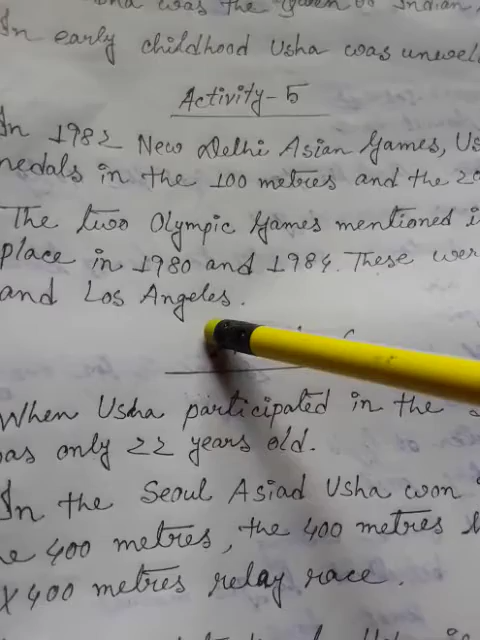 was the Queen of Indian
In early childhood Usha was unwell
Activity-5
In 1982 New Delhi Asian Games, Us
medals in the 100 metres and the 20
The two Olympic Games mentioned i
place in 1980 and 1984. These wer
and Los Angeles.
When Usha participated in the
was only 22 years old.
In the Seoul Asiad Usha won
he 400 metres, the 400 metres
X 400 metres relay race.